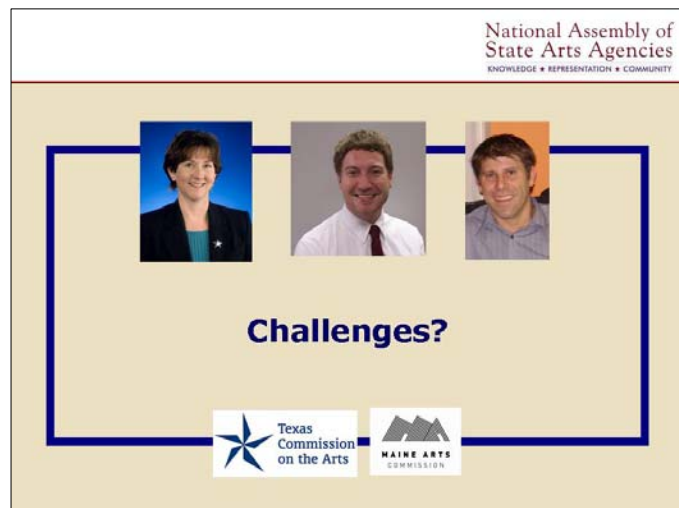 National Assembly of
State Arts Agencies
KNOWLEDGE ★ REPRESENTATION ★ COMMUNITY
Challenges?
Texas
Commission
on the Arts
MAINE ARTS
COMMISSION